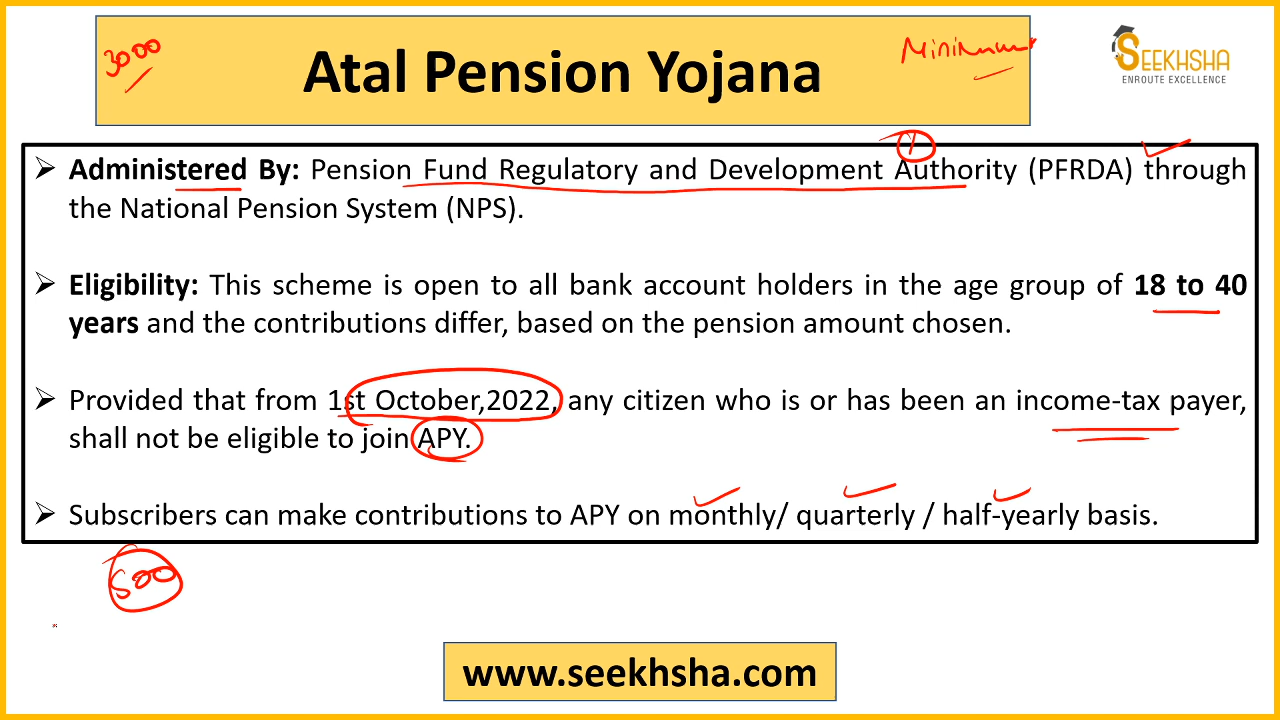 3000
Atal Pension Yojana
Minimum
SEEKHSHA
ENROUTE EXCELLENCE
➢ Administered By: Pension Fund Regulatory and Development Authority (PFRDA) through
the National Pension System (NPS).
➢ Eligibility: This scheme is open to all bank account holders in the age group of 18 to 40
years and the contributions differ, based on the pension amount chosen.
➢ Provided that from 1st October,2022, any citizen who is or has been an income-tax payer,
shall not be eligible to join APY.
➢ Subscribers can make contributions to APY on monthly/ quarterly / half-yearly basis.
500
www.seekhsha.com